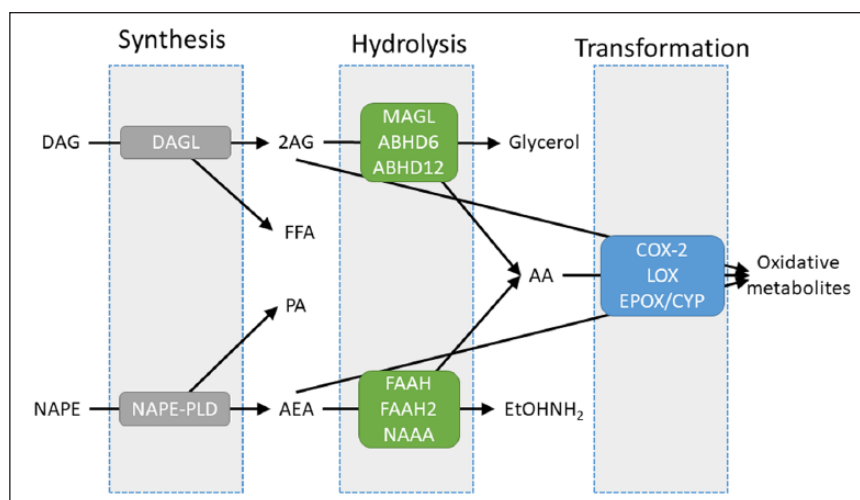 Synthesis
Hydrolysis
Transformation
DAG
DAGL
2AG
MAGL
ABHD6
ABHD12
Glycerol
FFA
PA
AA
COX-2
LOX
EPOX/CYP
Oxidative
metabolites
NAPE
NAPE-PLD
AEA
FAAH
FAAH2
NAAA
EtOHNH₂